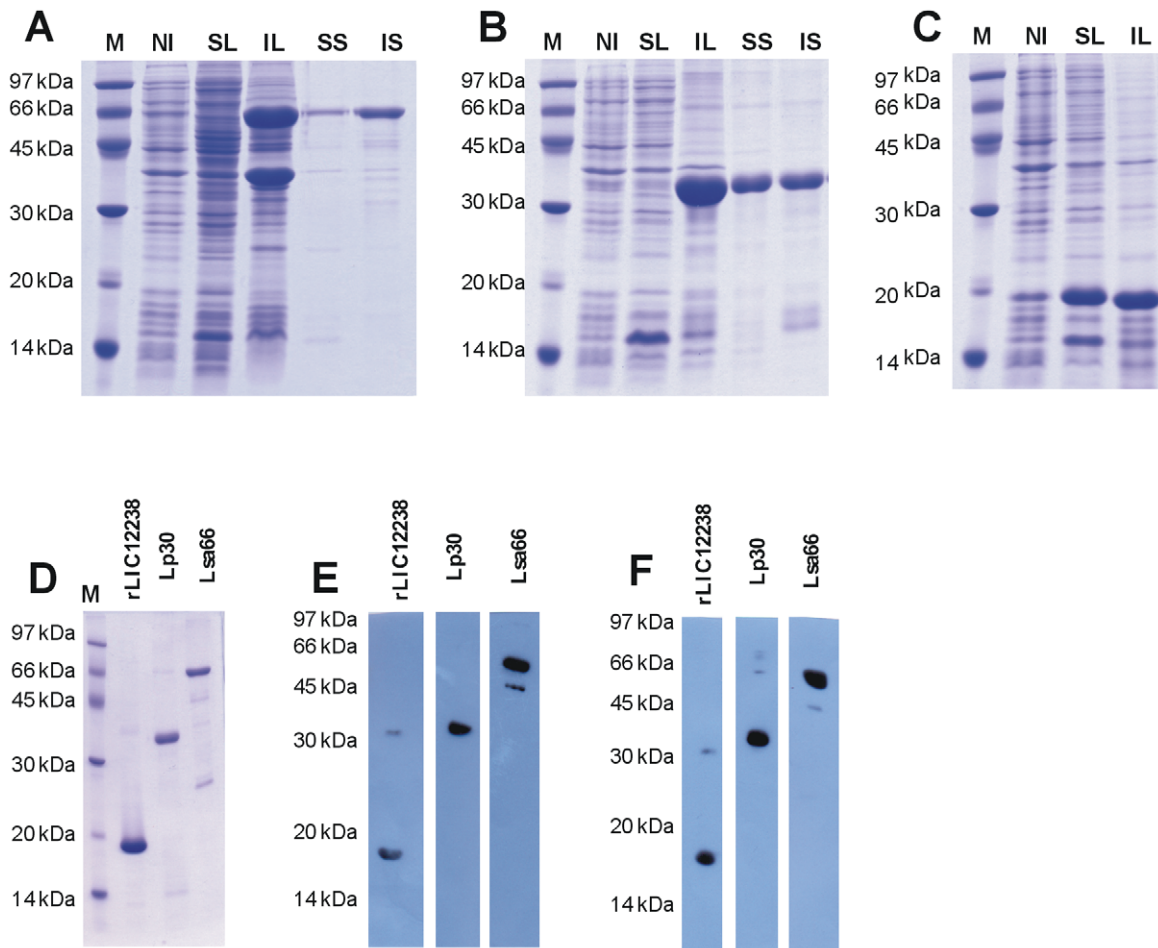 A
M NI SL IL SS IS
97 kDa
66 kDa
45 kDa
30 kDa
20 kDa
14 kDa
B
M NI SL IL SS IS
97 kDa
66 kDa
45 kDa
30 kDa
20 kDa
14 kDa
C
M NI SL IL
97 kDa
66 kDa
45 kDa
30 kDa
20 kDa
14 kDa
D
M rLIC12238 Lp30 Lsa66
97 kDa
66 kDa
45 kDa
30 kDa
20 kDa
14 kDa
E
rLIC12238 Lp30 Lsa66
97 kDa
66 kDa
45 kDa
30 kDa
20 kDa
14 kDa
F
rLIC12238 Lp30 Lsa66
97 kDa
66 kDa
45 kDa
30 kDa
20 kDa
14 kDa